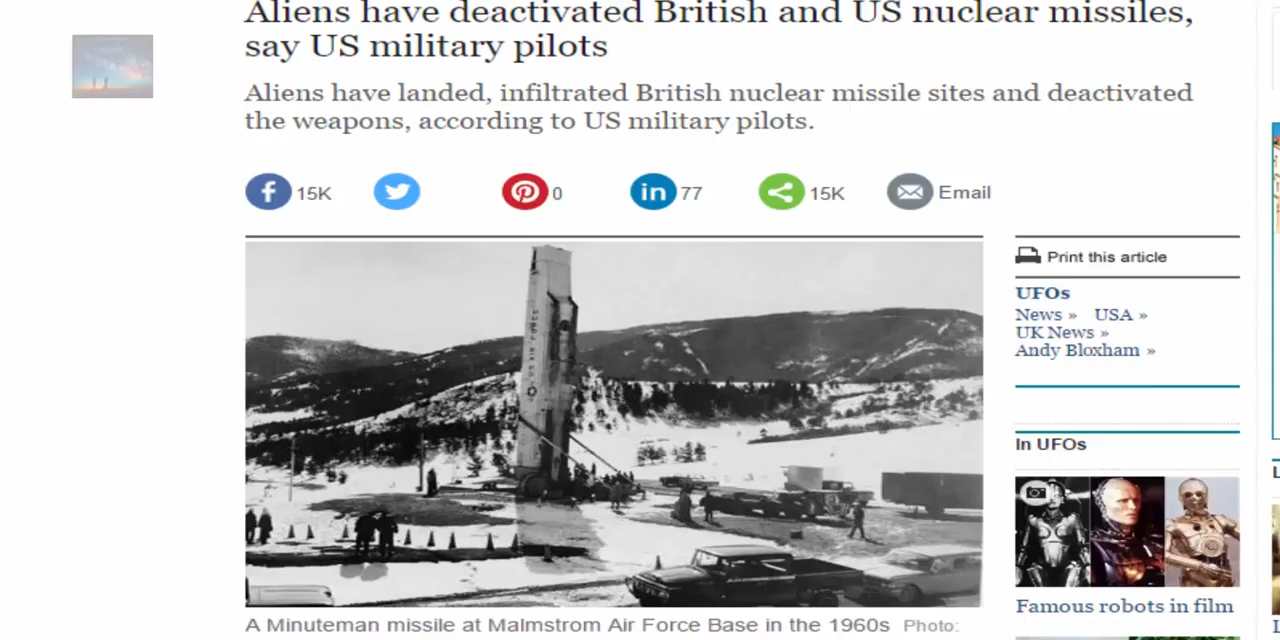 Aliens have deactivated British and US nuclear missiles,
say US military pilots
Aliens have landed, infiltrated British nuclear missile sites and deactivated
the weapons, according to US military pilots.
15K
0
in 77
15K
Email
Print this article
UFOs
News » USA »
UK News »
Andy Bloxham »
In UFOs
Famous robots in film
A Minuteman missile at Malmstrom Air Force Base in the 1960s Photo: